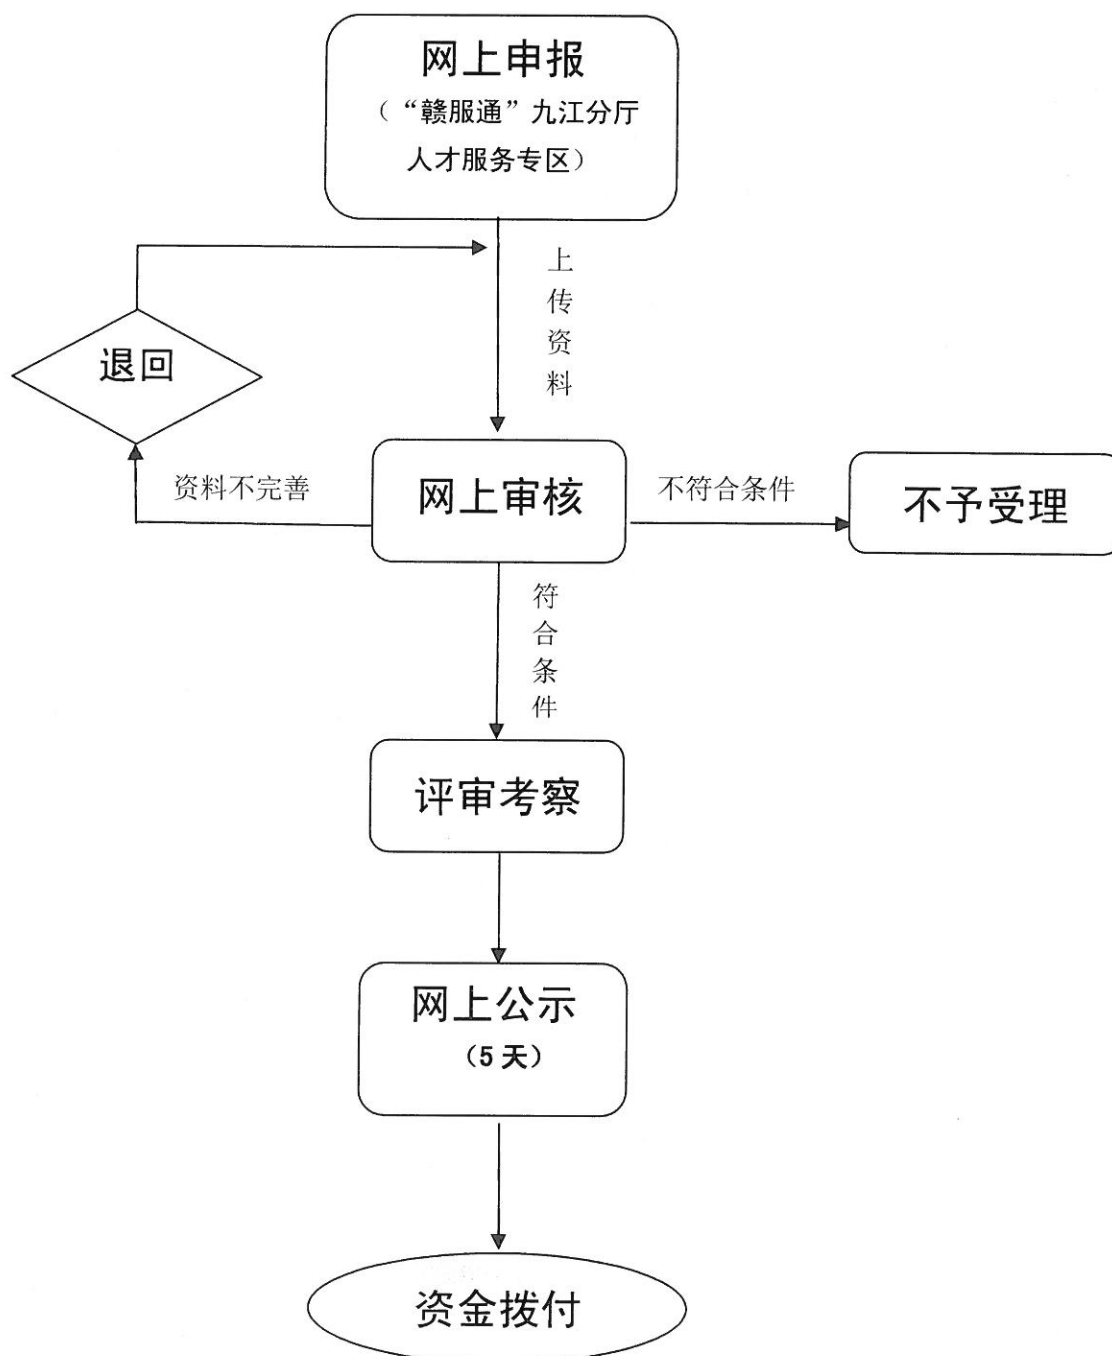 网上申报
（“赣服通”九江分厅
人才服务专区）
上传资料
退回
资料不完善
网上审核
不符合条件
不予受理
符合条件
评审考察
网上公示
（5 天）
资金拨付